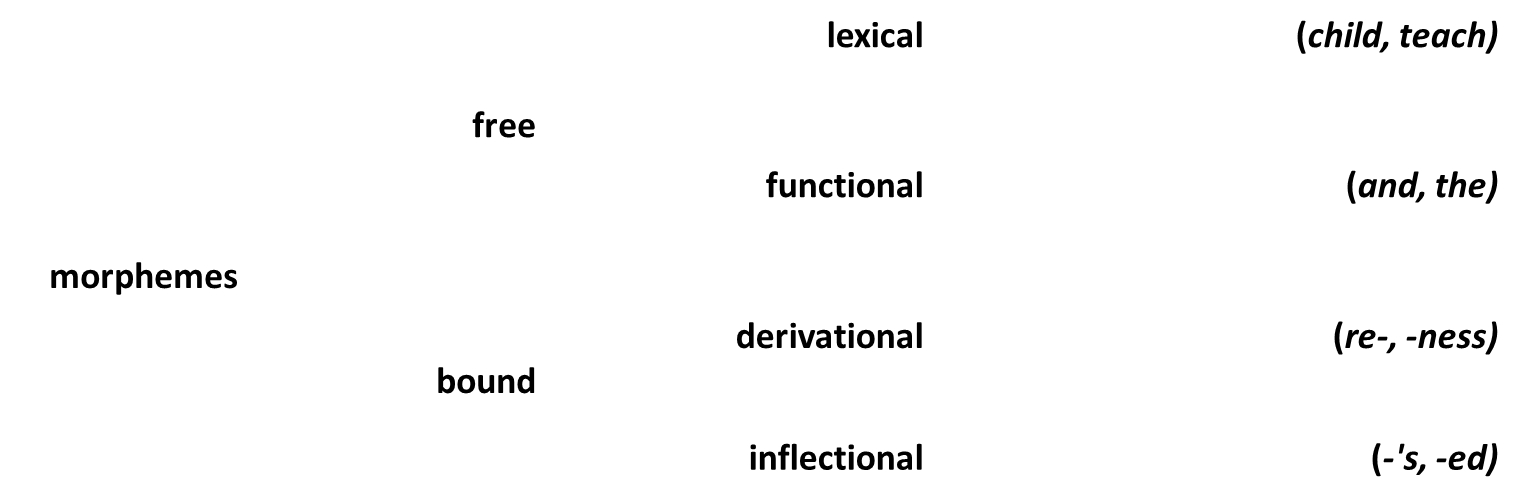 lexical (child, teach)
free
functional (and, the)
morphemes
derivational (re-, -ness)
bound
inflectional (-'s, -ed)